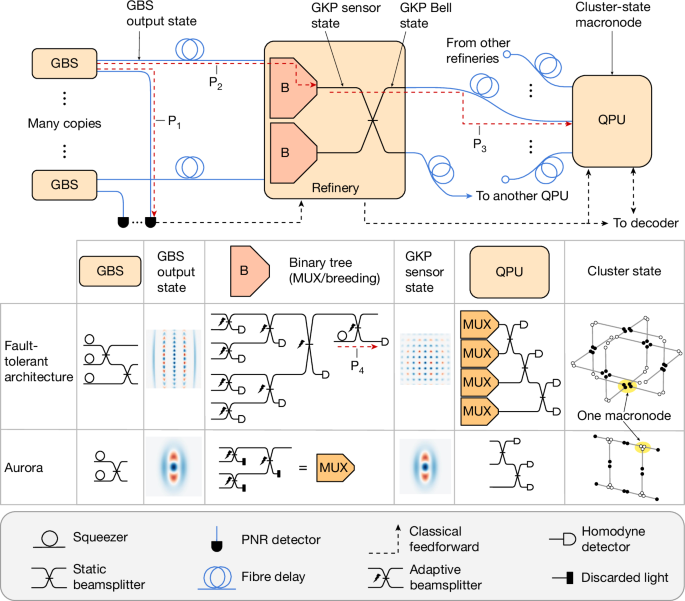 GBS
output state
GKP sensor
state
GKP Bell
state
Cluster-state
macronode
From other
refineries
GBS
P2
B
QPU
Many copies
P1
P3
B
GBS
Refinery
To another QPU
To decoder
GBS
GBS
output
state
B
Binary tree
(MUX/breeding)
GKP
sensor
state
QPU
Cluster state
Fault-
tolerant
architecture
P4
MUX
MUX
MUX
MUX
One macronode
Aurora
= MUX
Squeezer
PNR detector
Classical
feedforward
Homodyne
detector
Static
beamsplitter
Fibre delay
Adaptive
beamsplitter
Discarded light